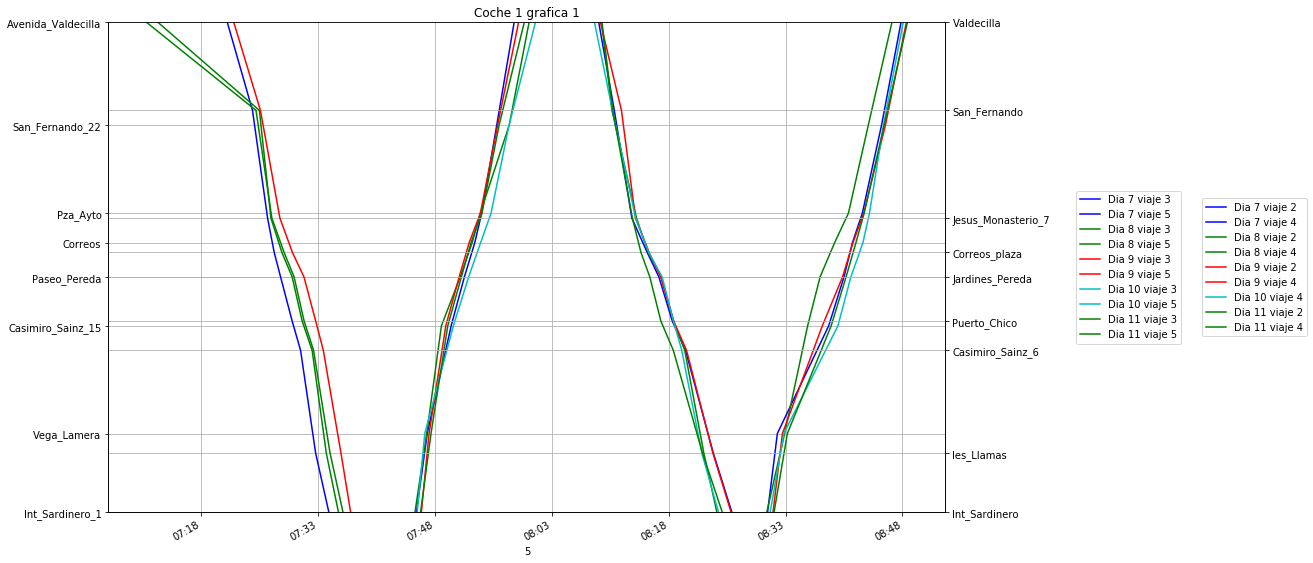 Coche 1 grafica 1
Avenida_Valdecilla
San_Fernando_22
Pza_Ayto
Correos
Paseo_Pereda
Casimiro_Sainz_15
Vega_Lamera
Int_Sardinero_1
Valdecilla
San_Fernando
Jesus_Monasterio_7
Correos_plaza
Jardines_Pereda
Puerto_Chico
Casimiro_Sainz_6
Ies_Llamas
Int_Sardinero
07:18
07:33
07:48
08:03
08:18
08:33
08:48
5
Dia 7 viaje 3
Dia 7 viaje 5
Dia 8 viaje 3
Dia 8 viaje 5
Dia 9 viaje 3
Dia 9 viaje 5
Dia 10 viaje 3
Dia 10 viaje 5
Dia 11 viaje 3
Dia 11 viaje 5
Dia 7 viaje 2
Dia 7 viaje 4
Dia 8 viaje 2
Dia 8 viaje 4
Dia 9 viaje 2
Dia 9 viaje 4
Dia 10 viaje 4
Dia 11 viaje 2
Dia 11 viaje 4